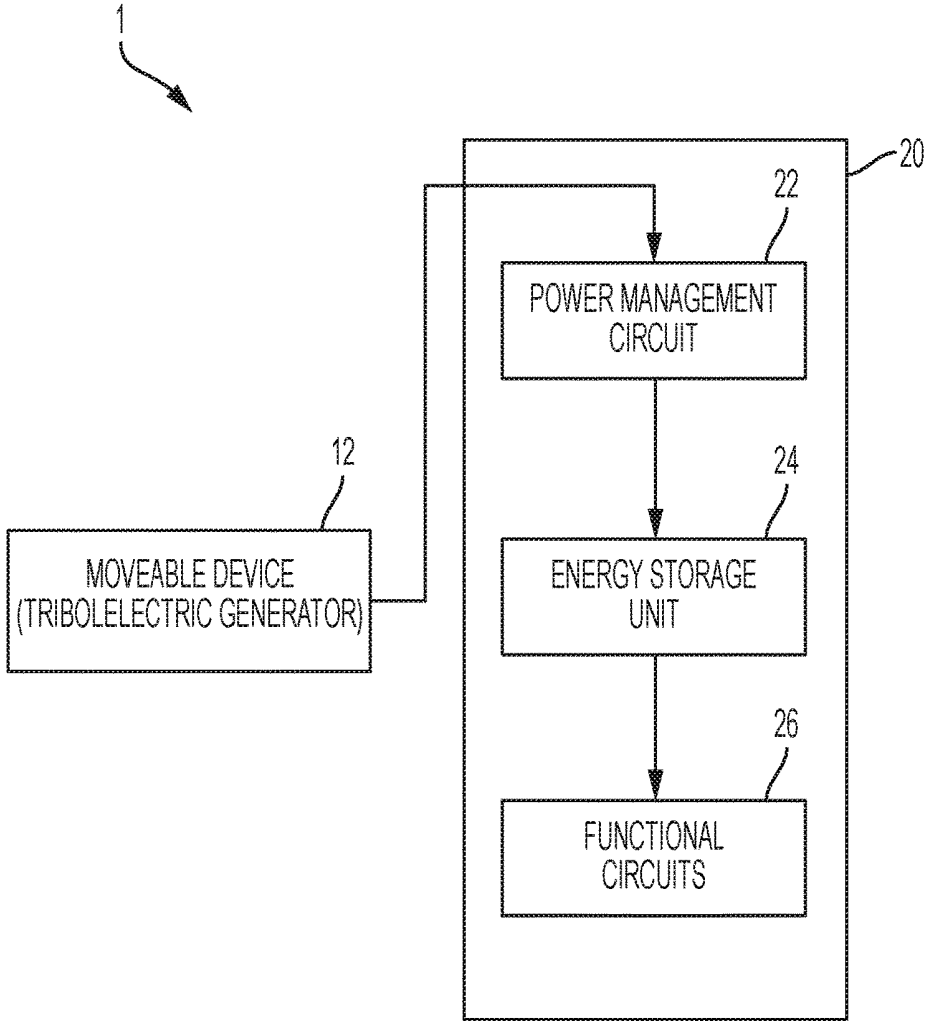 1
20
22
POWER MANAGEMENT
CIRCUIT
12
MOVEABLE DEVICE
(TRIBOLELECTRIC GENERATOR)
24
ENERGY STORAGE
UNIT
26
FUNCTIONAL
CIRCUITS